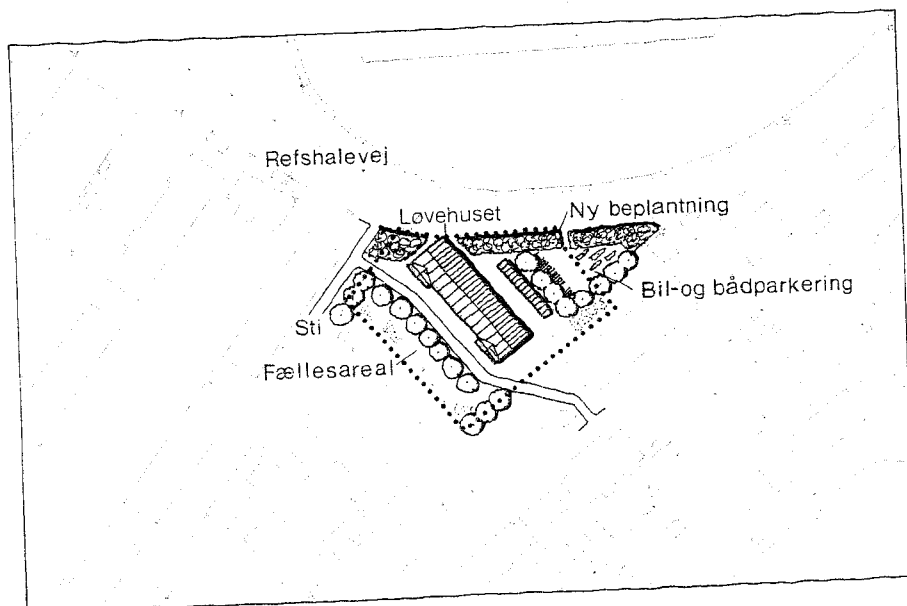 Refshalevej
Løvehuset
Ny beplantning
Bil-og bådparkering
Sti
Fællesareal